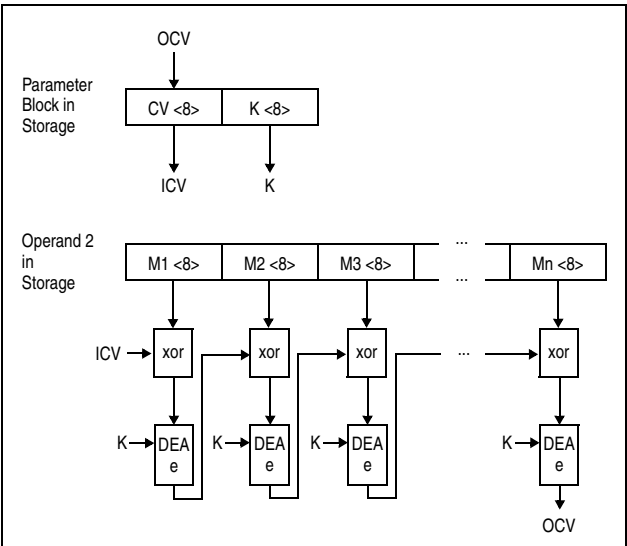 OCV
Parameter
Block in
Storage
CV <8> K <8>
ICV K
Operand 2
in
Storage
M1 <8> M2 <8> M3 <8> ... ... Mn <8>
ICV xor xor xor ... xor
K DEA e K DEA e K DEA e K DEA e
OCV